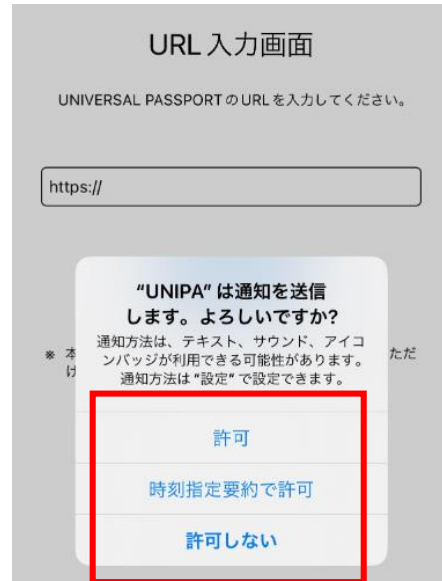 URL 入力画面
UNIVERSAL PASSPORT の URL を入力してください。
https://
“UNIPA” は通知を送信
します。よろしいですか?
通知方法は、テキスト、サウンド、アイコ
ンバッジが利用できる可能性があります。
通知方法は “設定” で設定できます。
※ 本
ただ
け
許可
時刻指定要約で許可
許可しない